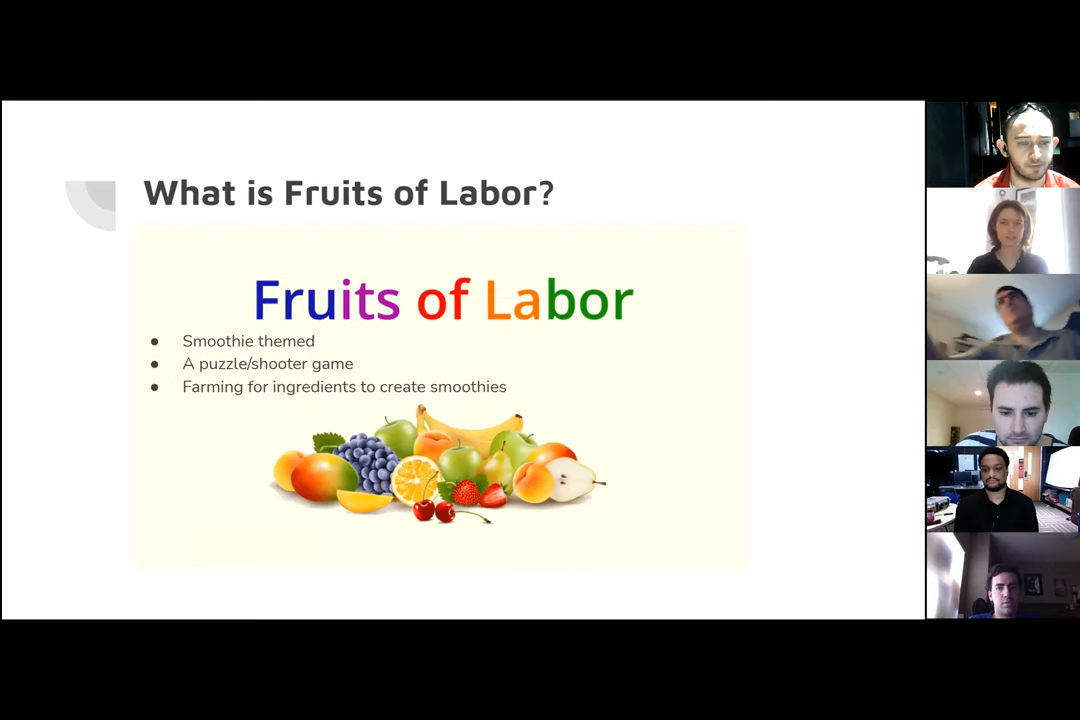 What is Fruits of Labor?
Fruits of Labor
● Smoothie themed
● A puzzle/shooter game
● Farming for ingredients to create smoothies